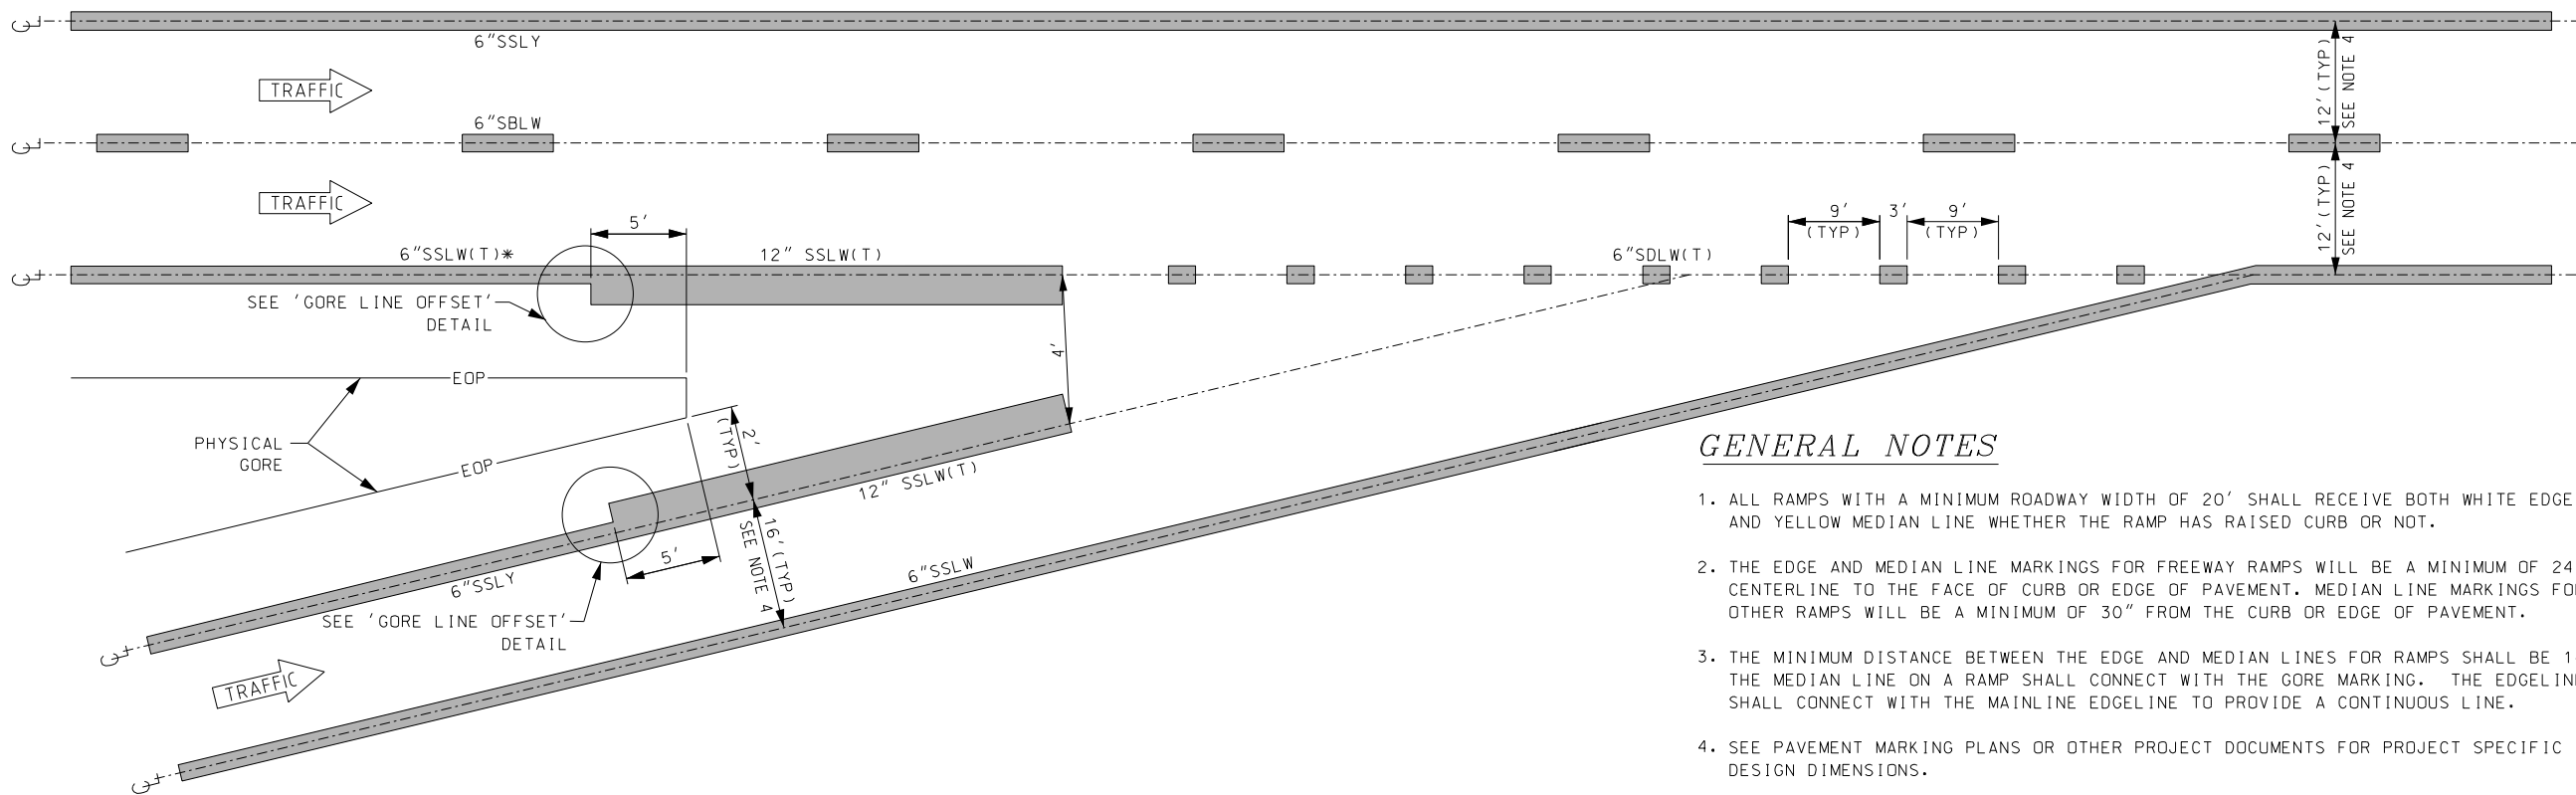 6"SSLY
TRAFFIC
6"SBLW
TRAFFIC
12'(TYP)
SEE NOTE 4
12'(TYP)
SEE NOTE 4
5'
9'
(TYP)
3'
9'
(TYP)
6"SSLW(T)*
12" SSLW(T)
6"SDLW(T)
SEE 'GORE LINE OFFSET'
DETAIL
4'
EOP
PHYSICAL
GORE
EOP
2'
(TYP)
12" SSLW(T)
5'
16'(TYP)
SEE NOTE 4
6"SSLY
6"SSLW
SEE 'GORE LINE OFFSET'
DETAIL
TRAFFIC
GENERAL NOTES
1. ALL RAMPS WITH A MINIMUM ROADWAY WIDTH OF 20' SHALL RECEIVE BOTH WHITE EDGE
AND YELLOW MEDIAN LINE WHETHER THE RAMP HAS RAISED CURB OR NOT.
2. THE EDGE AND MEDIAN LINE MARKINGS FOR FREEWAY RAMPS WILL BE A MINIMUM OF 24
CENTERLINE TO THE FACE OF CURB OR EDGE OF PAVEMENT. MEDIAN LINE MARKINGS FOR
OTHER RAMPS WILL BE A MINIMUM OF 30" FROM THE CURB OR EDGE OF PAVEMENT.
3. THE MINIMUM DISTANCE BETWEEN THE EDGE AND MEDIAN LINES FOR RAMPS SHALL BE
THE MEDIAN LINE ON A RAMP SHALL CONNECT WITH THE GORE MARKING. THE EDGELINE
SHALL CONNECT WITH THE MAINLINE EDGELINE TO PROVIDE A CONTINUOUS LINE.
4. SEE PAVEMENT MARKING PLANS OR OTHER PROJECT DOCUMENTS FOR PROJECT SPECIFIC
DESIGN DIMENSIONS.